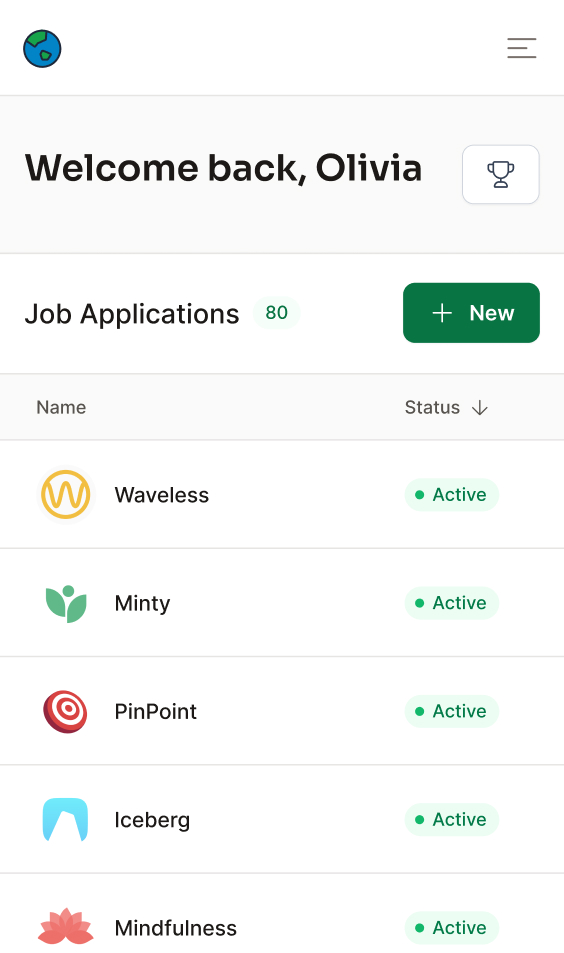 Welcome back, Olivia
Job Applications 80
New
Name Status
Waveless Active
Minty Active
PinPoint Active
Iceberg Active
Mindfulness Active